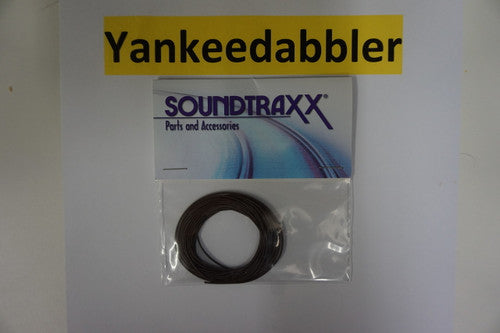 Yankeedabbler
SOUNDTRAXX®
Parts and Accessories